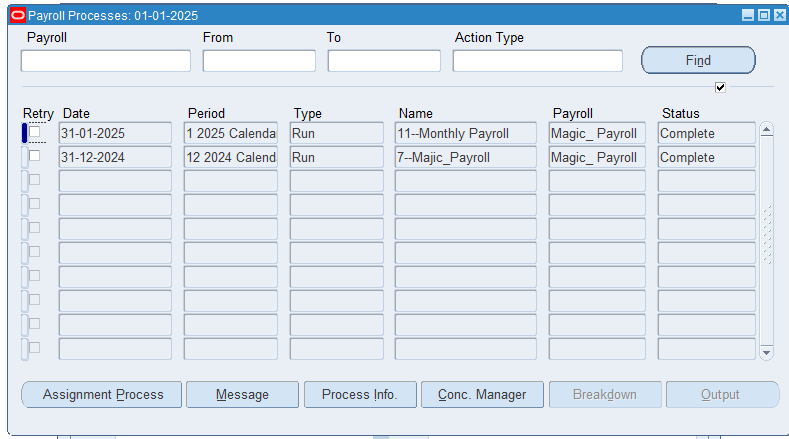 Payroll Processes: 01-01-2025
Payroll From To Action Type
Find
Retry Date Period Type Name Payroll Status
31-01-2025 1 2025 Calenda Run 11--Monthly Payroll Magic_ Payroll Complete
31-12-2024 12 2024 Calend Run 7--Majic_Payroll Magic_ Payroll Complete
Assignment Process Message Process Info. Conc. Manager Breakdown Output